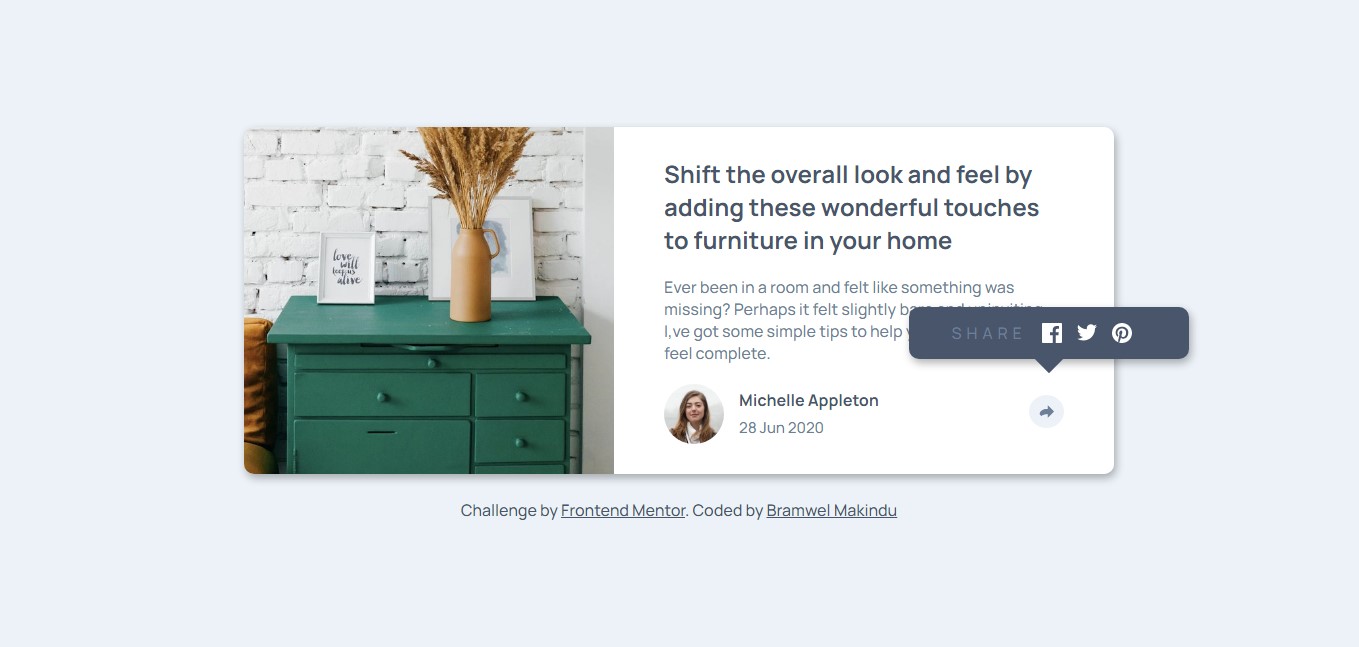 love
will
keep us
alive
Shift the overall look and feel by
adding these wonderful touches
to furniture in your home
Ever been in a room and felt like something was
missing? Perhaps it felt slightly bare and uninviting.
I,ve got some simple tips to help
feel complete.
SHARE
Michelle Appleton
28 Jun 2020
Challenge by Frontend Mentor. Coded by Bramwel Makindu